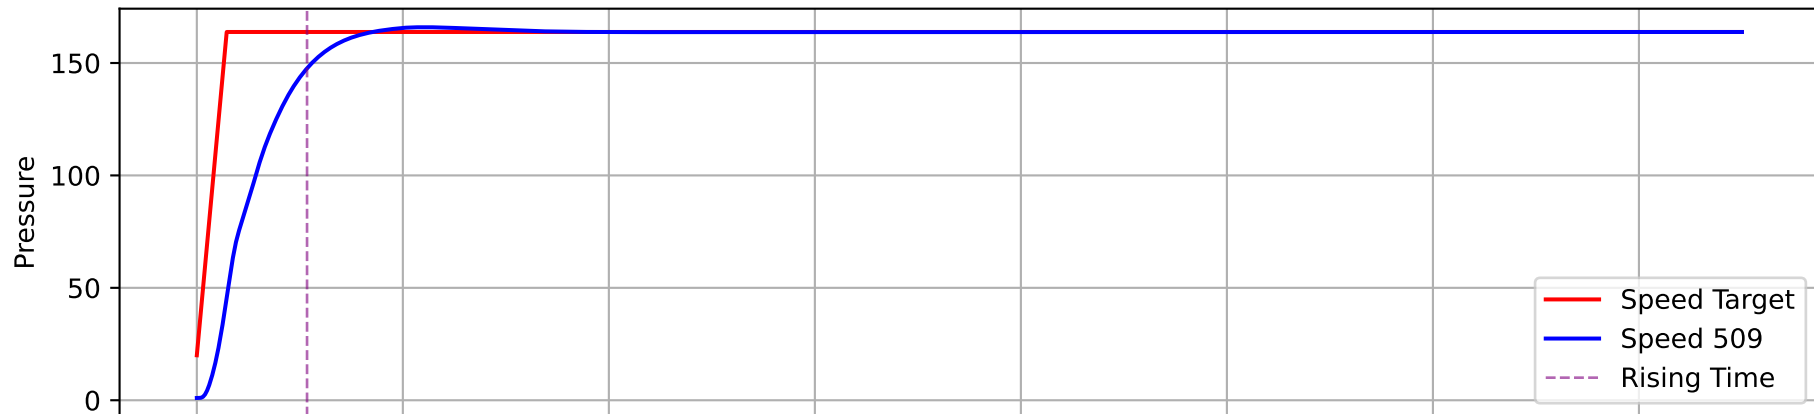 Pressure
150
100
50
0
Speed Target
Speed 509
Rising Time